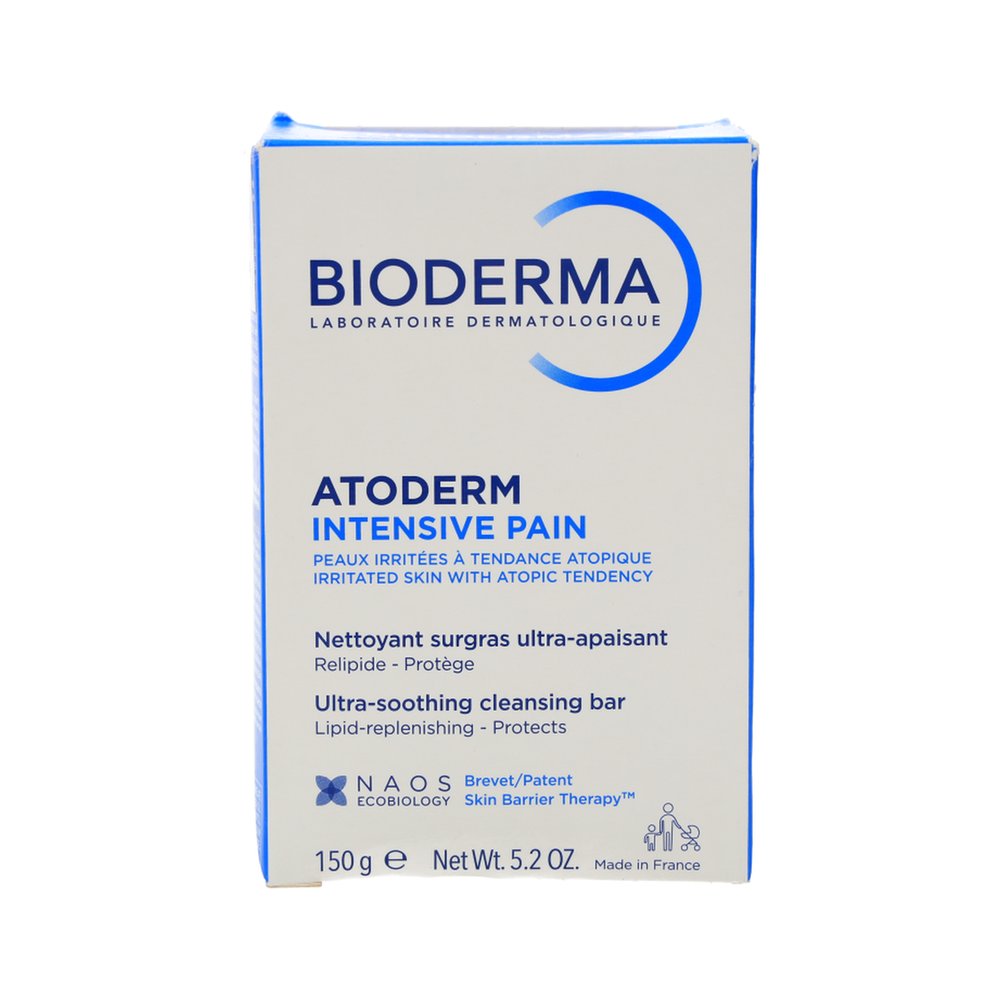 BIODERMA
LABORATOIRE DERMATOLOGIQUE
ATODERM
INTENSIVE PAIN
PEAUX IRRITÉES À TENDANCE ATOPIQUE
IRRITATED SKIN WITH ATOPIC TENDENCY
Nettoyant surgras ultra-apaisant
Relipide - Protège
Ultra-soothing cleansing bar
Lipid-replenishing - Protects
NAOS
ECOBIOLOGY
Brevet/Patent
Skin Barrier Therapy™
150 g ℮ Net Wt. 5.2 OZ. Made in France